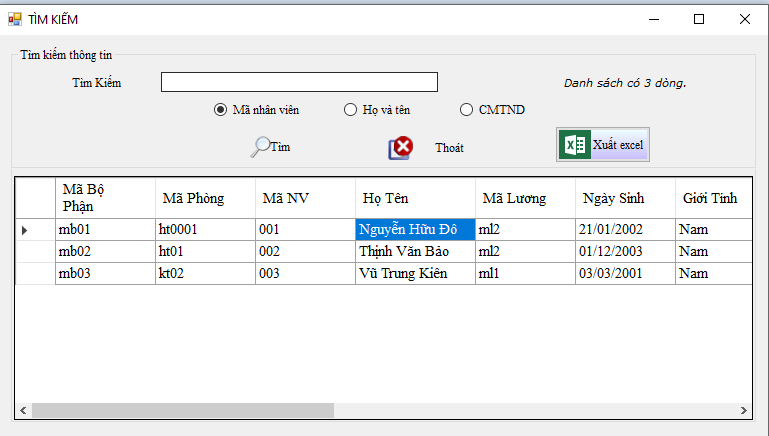 TÌM KIẾM
Tìm kiếm thông tin
Tìm Kiếm
Danh sách có 3 dòng.
Mã nhân viên Họ và tên CMTND
Tìm Thoát Xuất excel
Mã Bộ Phận Mã Phòng Mã NV Họ Tên Mã Lương Ngày Sinh Giới Tính
mb01 ht0001 001 Nguyễn Hữu Đô ml2 21/01/2002 Nam
mb02 ht01 002 Thịnh Văn Bảo ml2 01/12/2003 Nam
mb03 kt02 003 Vũ Trung Kiên ml1 03/03/2001 Nam